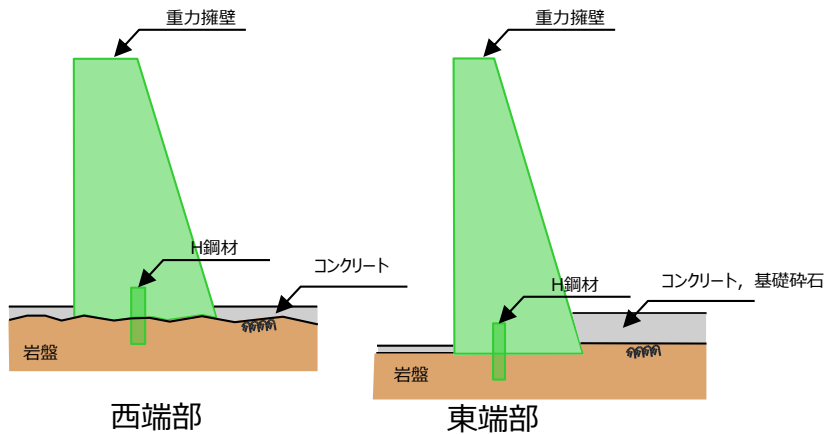 重力擁壁
重力擁壁
H鋼材
コンクリート
H鋼材
コンクリート，基礎砕石
岩盤
岩盤
西端部
東端部